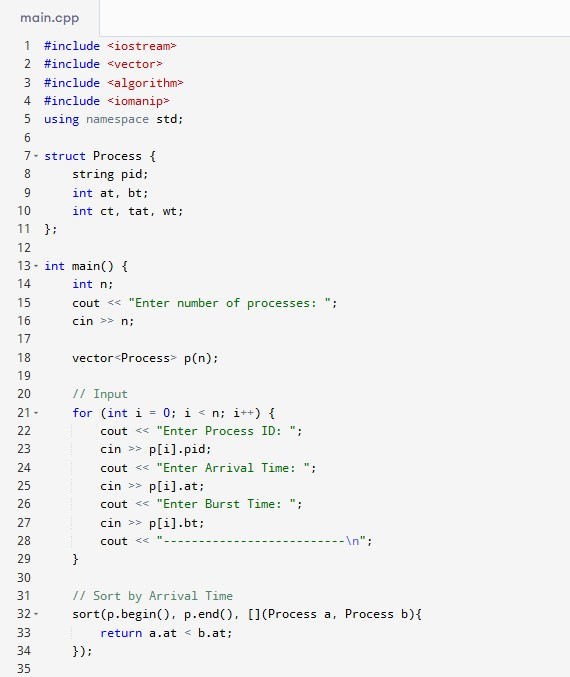 main.cpp
1 #include <iostream>
2 #include <vector>
3 #include <algorithm>
4 #include <iomanip>
5 using namespace std;
6
7 struct Process {
8     string pid;
9     int at, bt;
10     int ct, tat, wt;
11 };
12
13 int main() {
14     int n;
15     cout << "Enter number of processes: ";
16     cin >> n;
17
18     vector<Process> p(n);
19
20     // Input
21     for (int i = 0; i < n; i++) {
22         cout << "Enter Process ID: ";
23         cin >> p[i].pid;
24         cout << "Enter Arrival Time: ";
25         cin >> p[i].at;
26         cout << "Enter Burst Time: ";
27         cin >> p[i].bt;
28         cout << "--------------------------\n";
29     }
30
31     // Sort by Arrival Time
32     sort(p.begin(), p.end(), [](Process a, Process b){
33         return a.at < b.at;
34     });
35